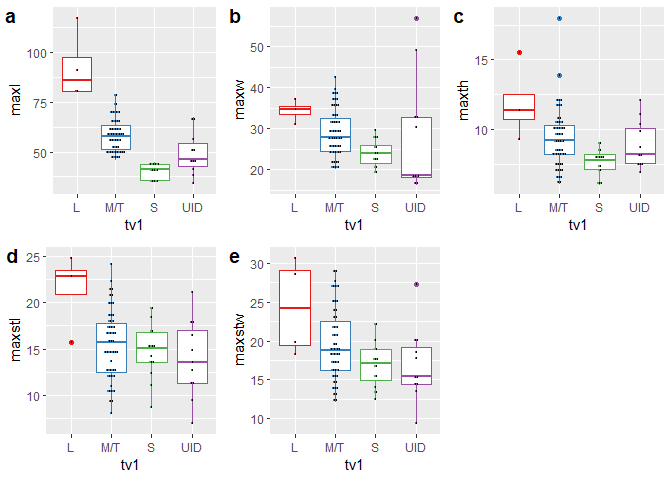 a
maxl
100
75
50
L M/T S UID
tv1
b
maxw
50
40
30
20
L M/T S UID
tv1
c
maxth
15
10
L M/T S UID
tv1
d
maxstl
25
20
15
10
L M/T S UID
tv1
e
maxstw
30
25
20
15
10
L M/T S UID
tv1